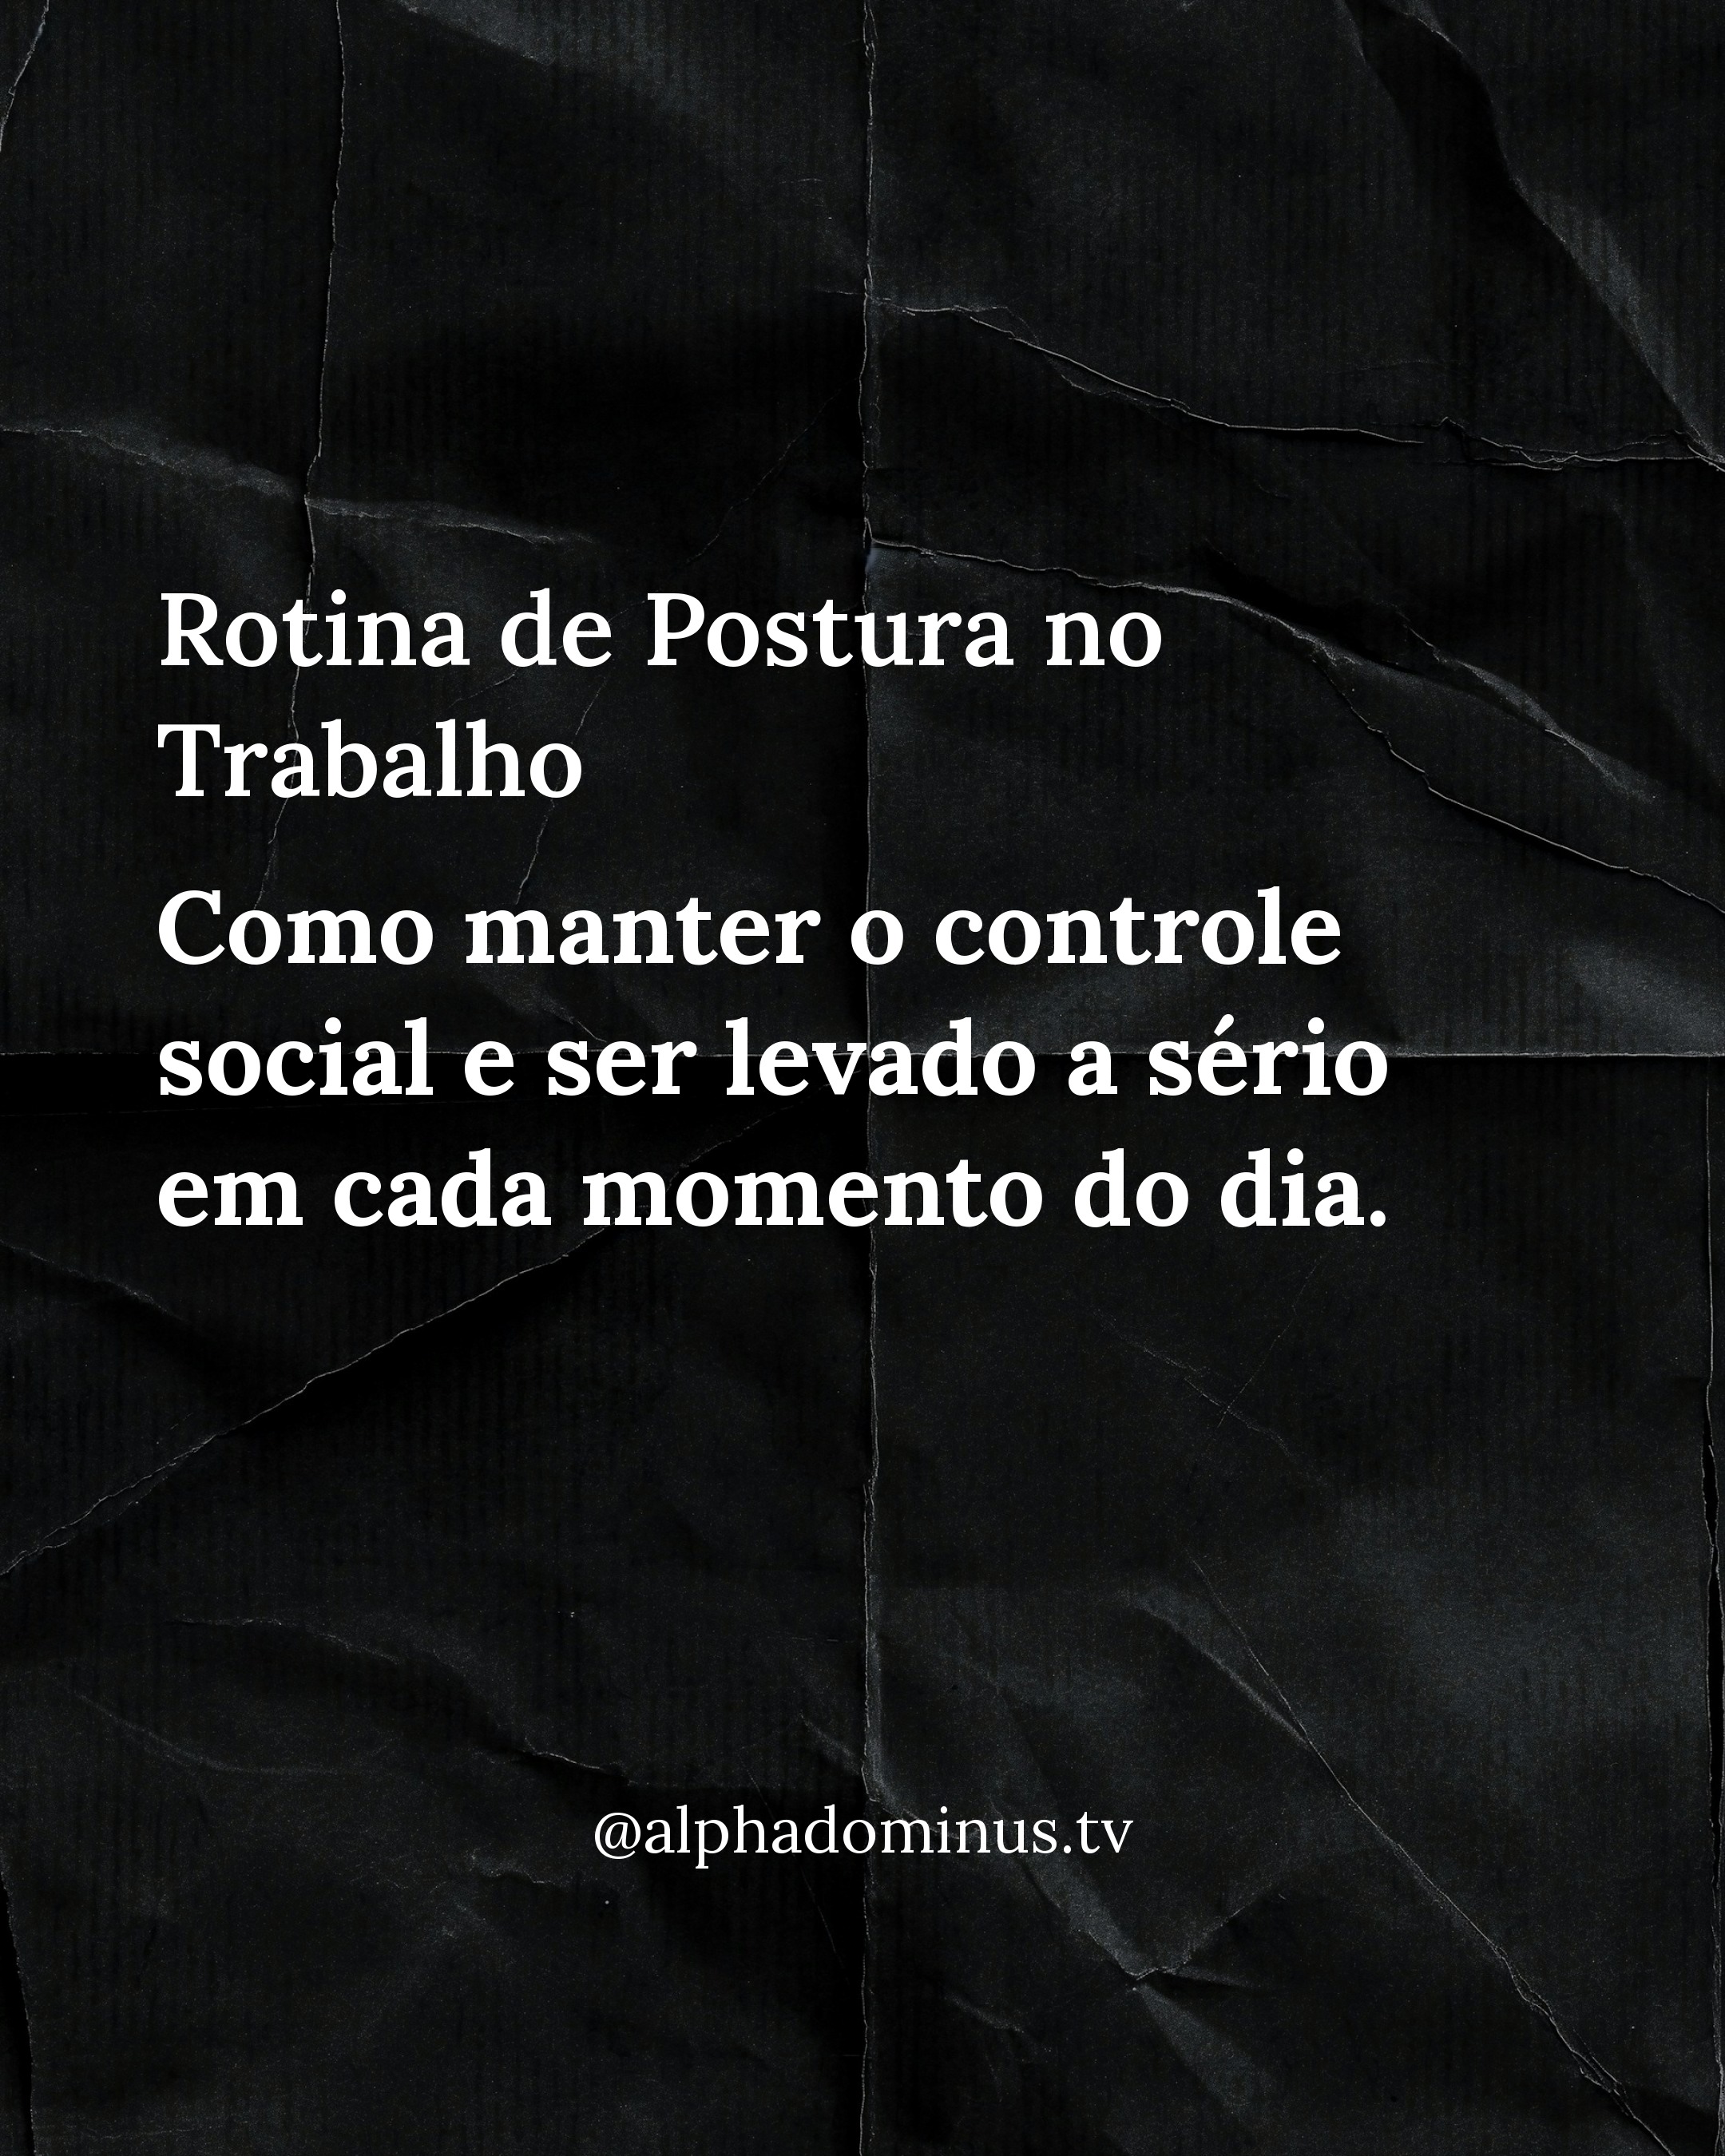 Rotina de Postura no
Trabalho
Como manter o controle
social e ser levado a sério
em cada momento do dia.
@alphadominus.tv